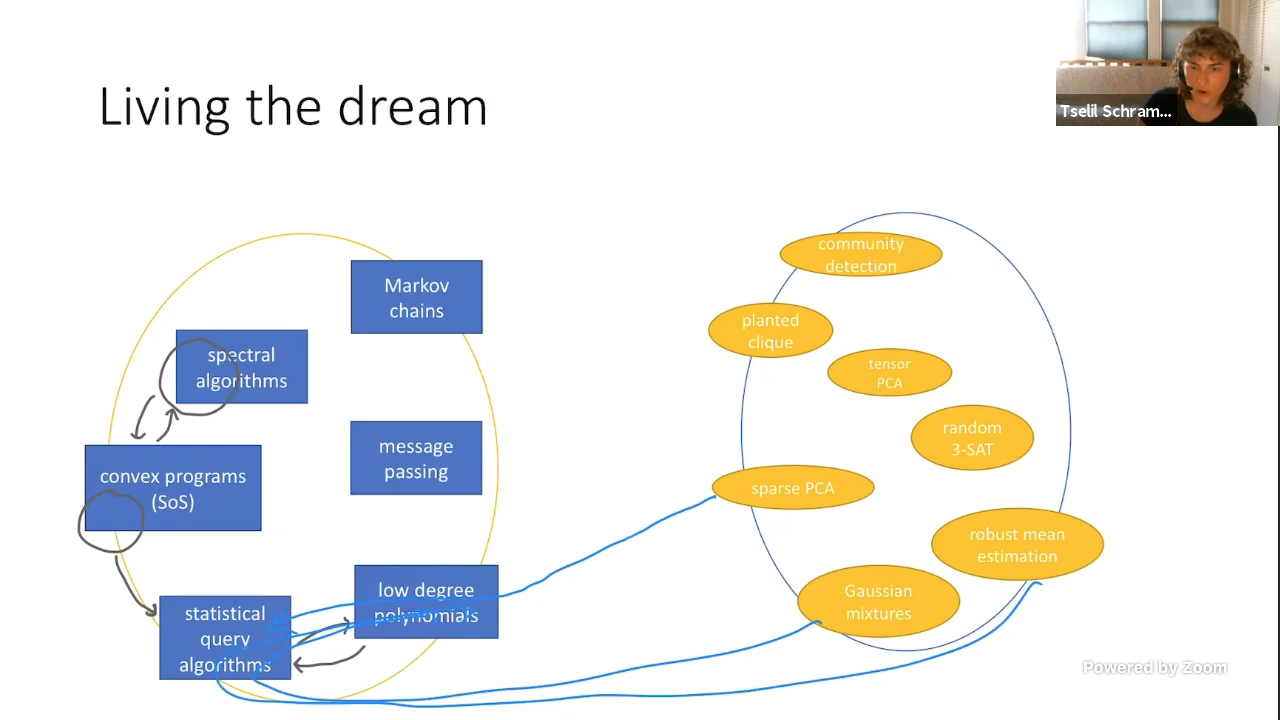 Living the dream
Tselil Schram...
Markov
chains
spectral
algorithms
message
passing
convex programs
(SoS)
low degree
polynomials
statistical
query
algorithms
community
detection
planted
clique
tensor
PCA
random
3-SAT
sparse PCA
robust mean
estimation
Gaussian
mixtures
Powered by Zoom